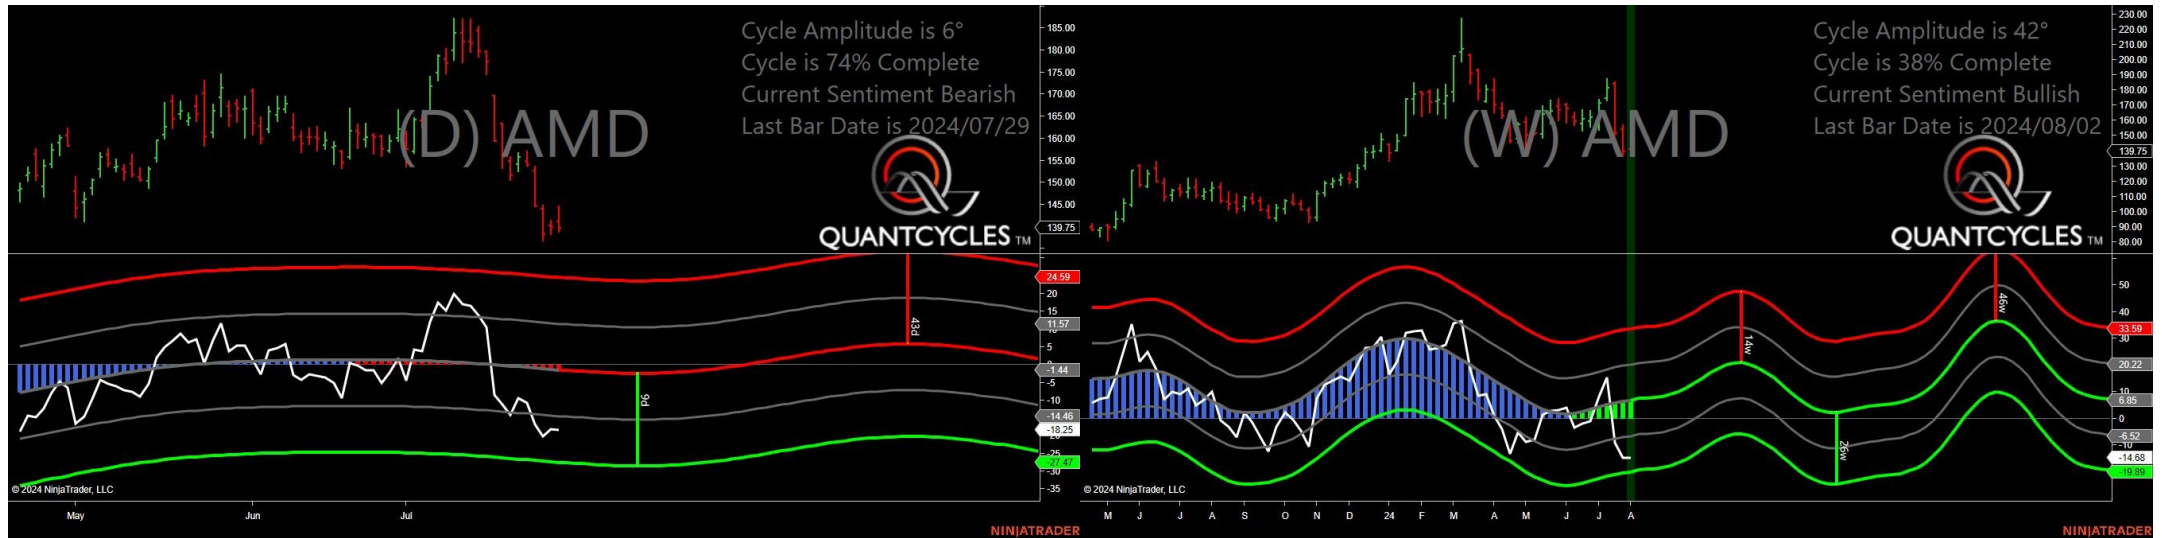 Cycle Amplitude is 6°
Cycle is 74% Complete
Current Sentiment Bearish
Last Bar Date is 2024/07/29
(D) AMD
QUANTCYCLES TM
185.00
180.00
175.00
170.00
165.00
160.00
155.00
150.00
145.00
139.75
24.59
20
15
11.57
5
-1.44
-5
-10
-14.46
-18.25
-27.47
-30
-35
43d
9d
© 2024 NinjaTrader, LLC
May Jun Jul
NINJATRADER
Cycle Amplitude is 42°
Cycle is 38% Complete
Current Sentiment Bullish
Last Bar Date is 2024/08/02
(W) AMD
QUANTCYCLES TM
230.00
220.00
210.00
200.00
190.00
180.00
170.00
160.00
150.00
139.75
130.00
120.00
110.00
100.00
90.00
80.00
50
40
33.59
30
20.22
10
6.85
0
-6.52
-10
-14.68
-19.89
14w
26w
46w
© 2024 NinjaTrader, LLC
M J J A S O N D 24 F M A M J J A
NINJATRADER